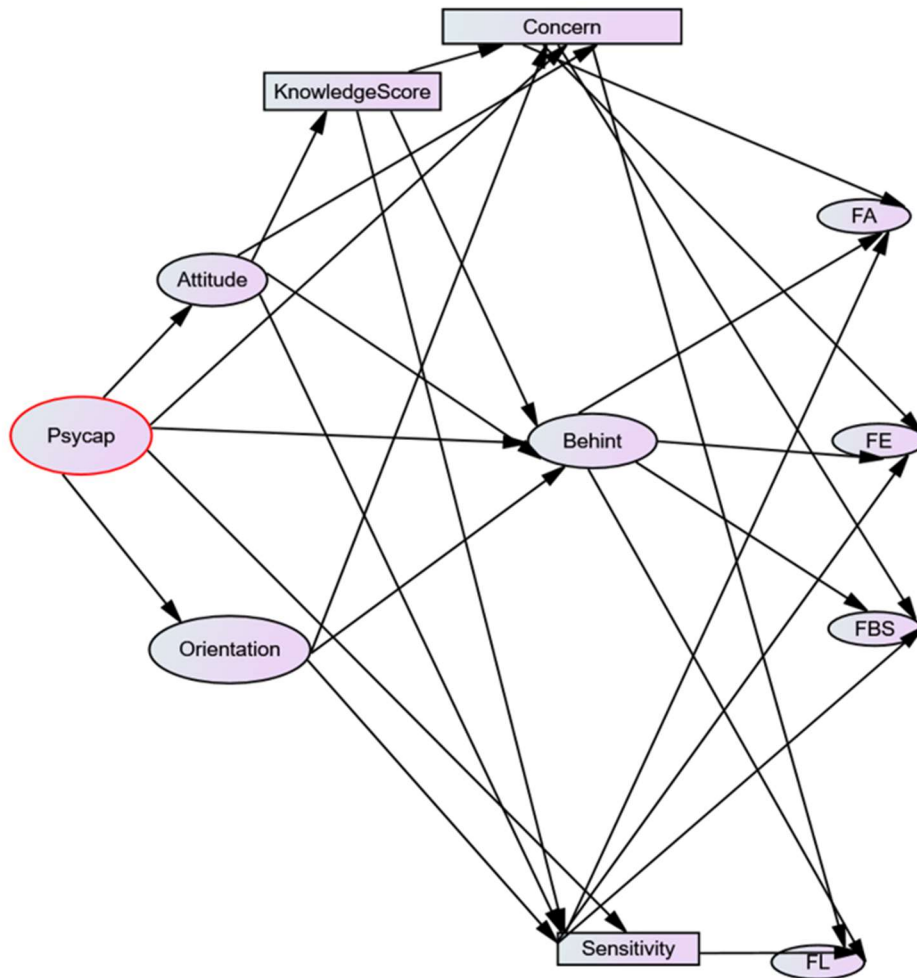 Concern
KnowledgeScore
FA
Attitude
Psycap
Behint
FE
FBS
Orientation
Sensitivity
FL